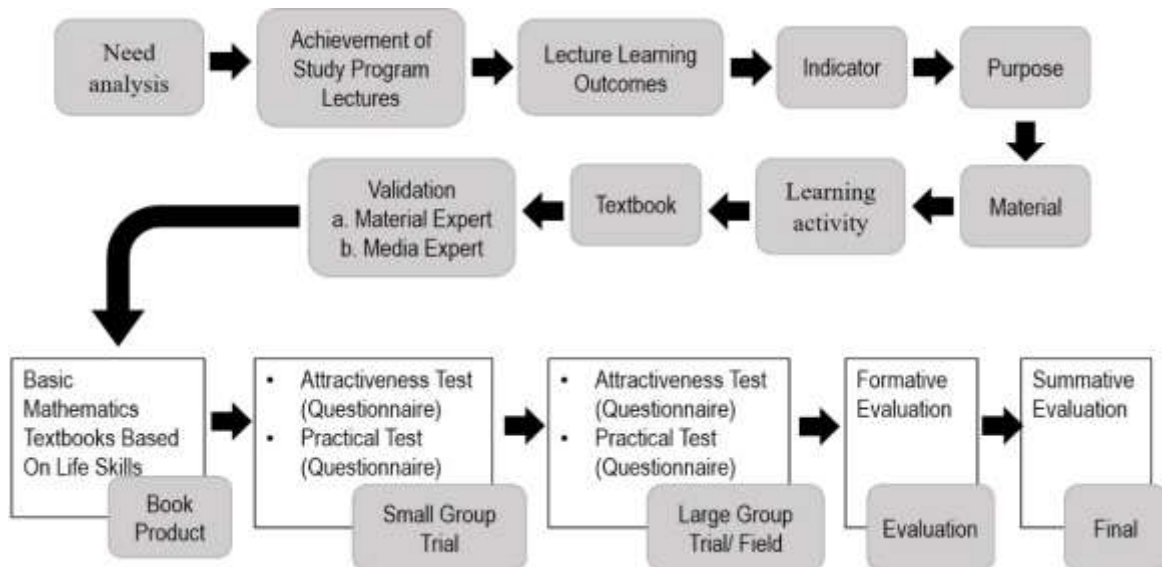 Need
analysis
Achievement of
Study Program
Lectures
Lecture Learning
Outcomes
Indicator
Purpose
Material
Learning
activity
Textbook
Validation
a. Material Expert
b. Media Expert
Basic
Mathematics
Textbooks Based
On Life Skills
Book
Product
• Attractiveness Test
(Questionnaire)
• Practical Test
(Questionnaire)
Small Group
Trial
• Attractiveness Test
(Questionnaire)
• Practical Test
(Questionnaire)
Large Group
Trial/ Field
Formative
Evaluation
Evaluation
Summative
Evaluation
Final